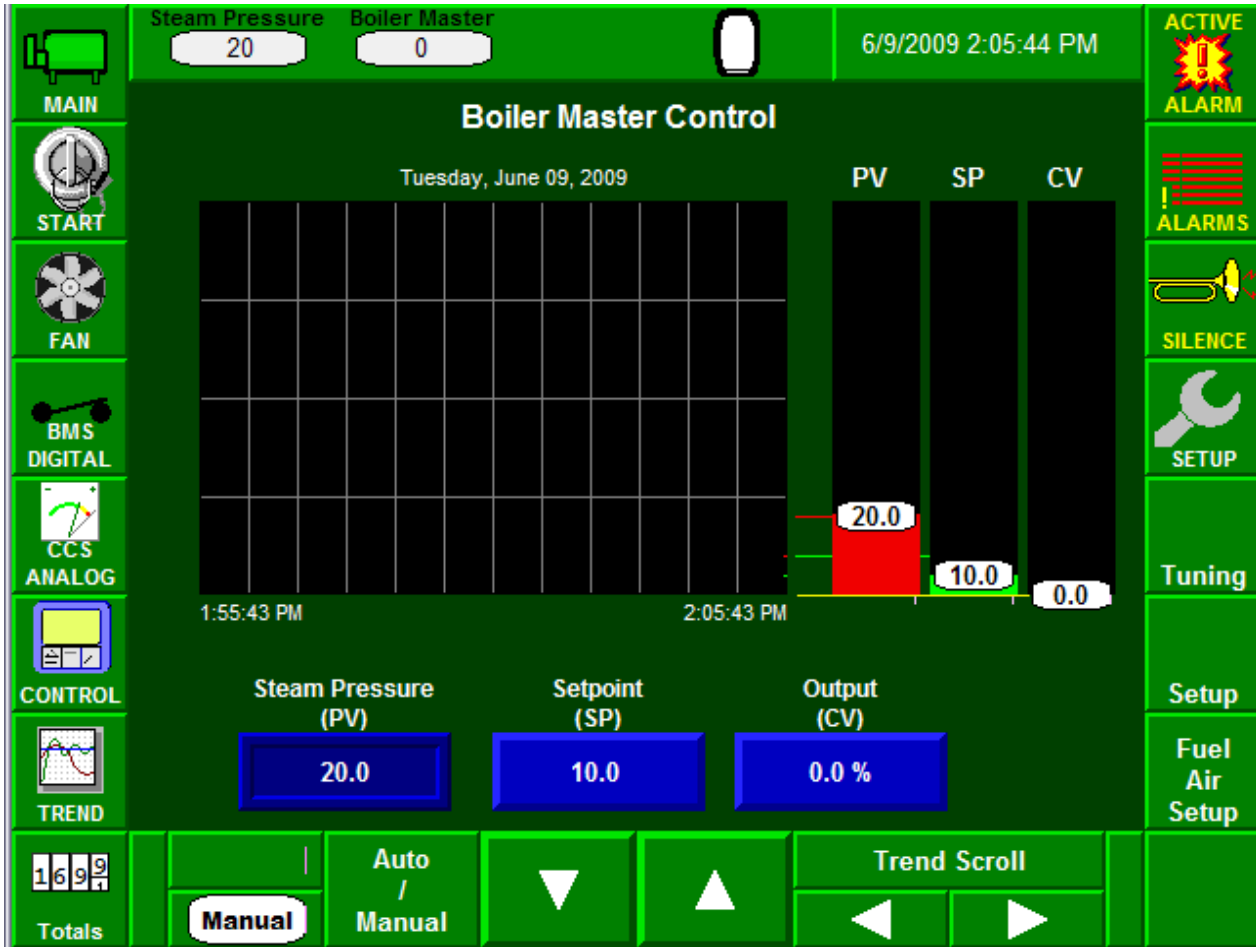 Steam Pressure
20
Boiler Master
0
6/9/2009 2:05:44 PM
ACTIVE
ALARM
MAIN
START
FAN
BMS
DIGITAL
CCS
ANALOG
CONTROL
TREND
1699
1
Totals
Boiler Master Control
Tuesday, June 09, 2009
PV
SP
CV
20.0
10.0
0.0
1:55:43 PM
2:05:43 PM
Steam Pressure
(PV)
20.0
Setpoint
(SP)
10.0
Output
(CV)
0.0 %
ALARMS
SILENCE
SETUP
Tuning
Setup
Fuel
Air
Setup
Manual
Auto
/
Manual
Trend Scroll